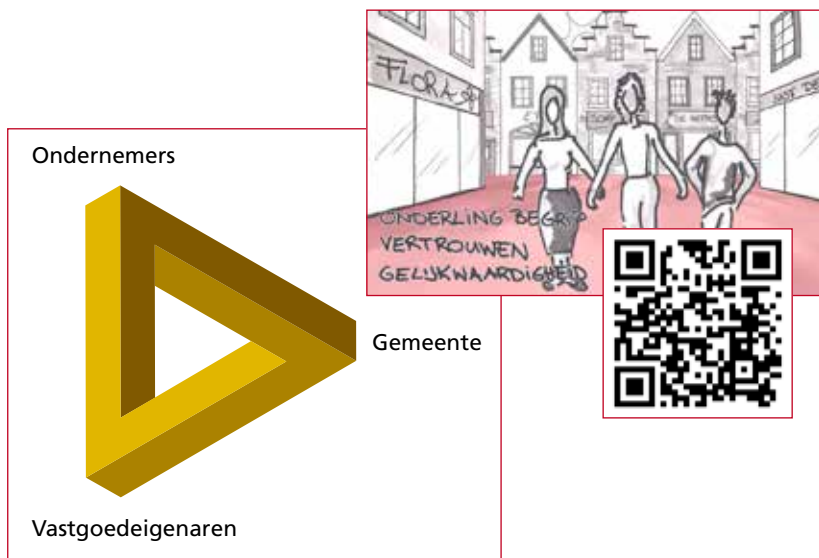 Ondernemers
Gemeente
Vastgoedeigenaren
FLORA
ONDERLING BEGRIP
VERTROUWEN
GELIJKWAARDIGHEID